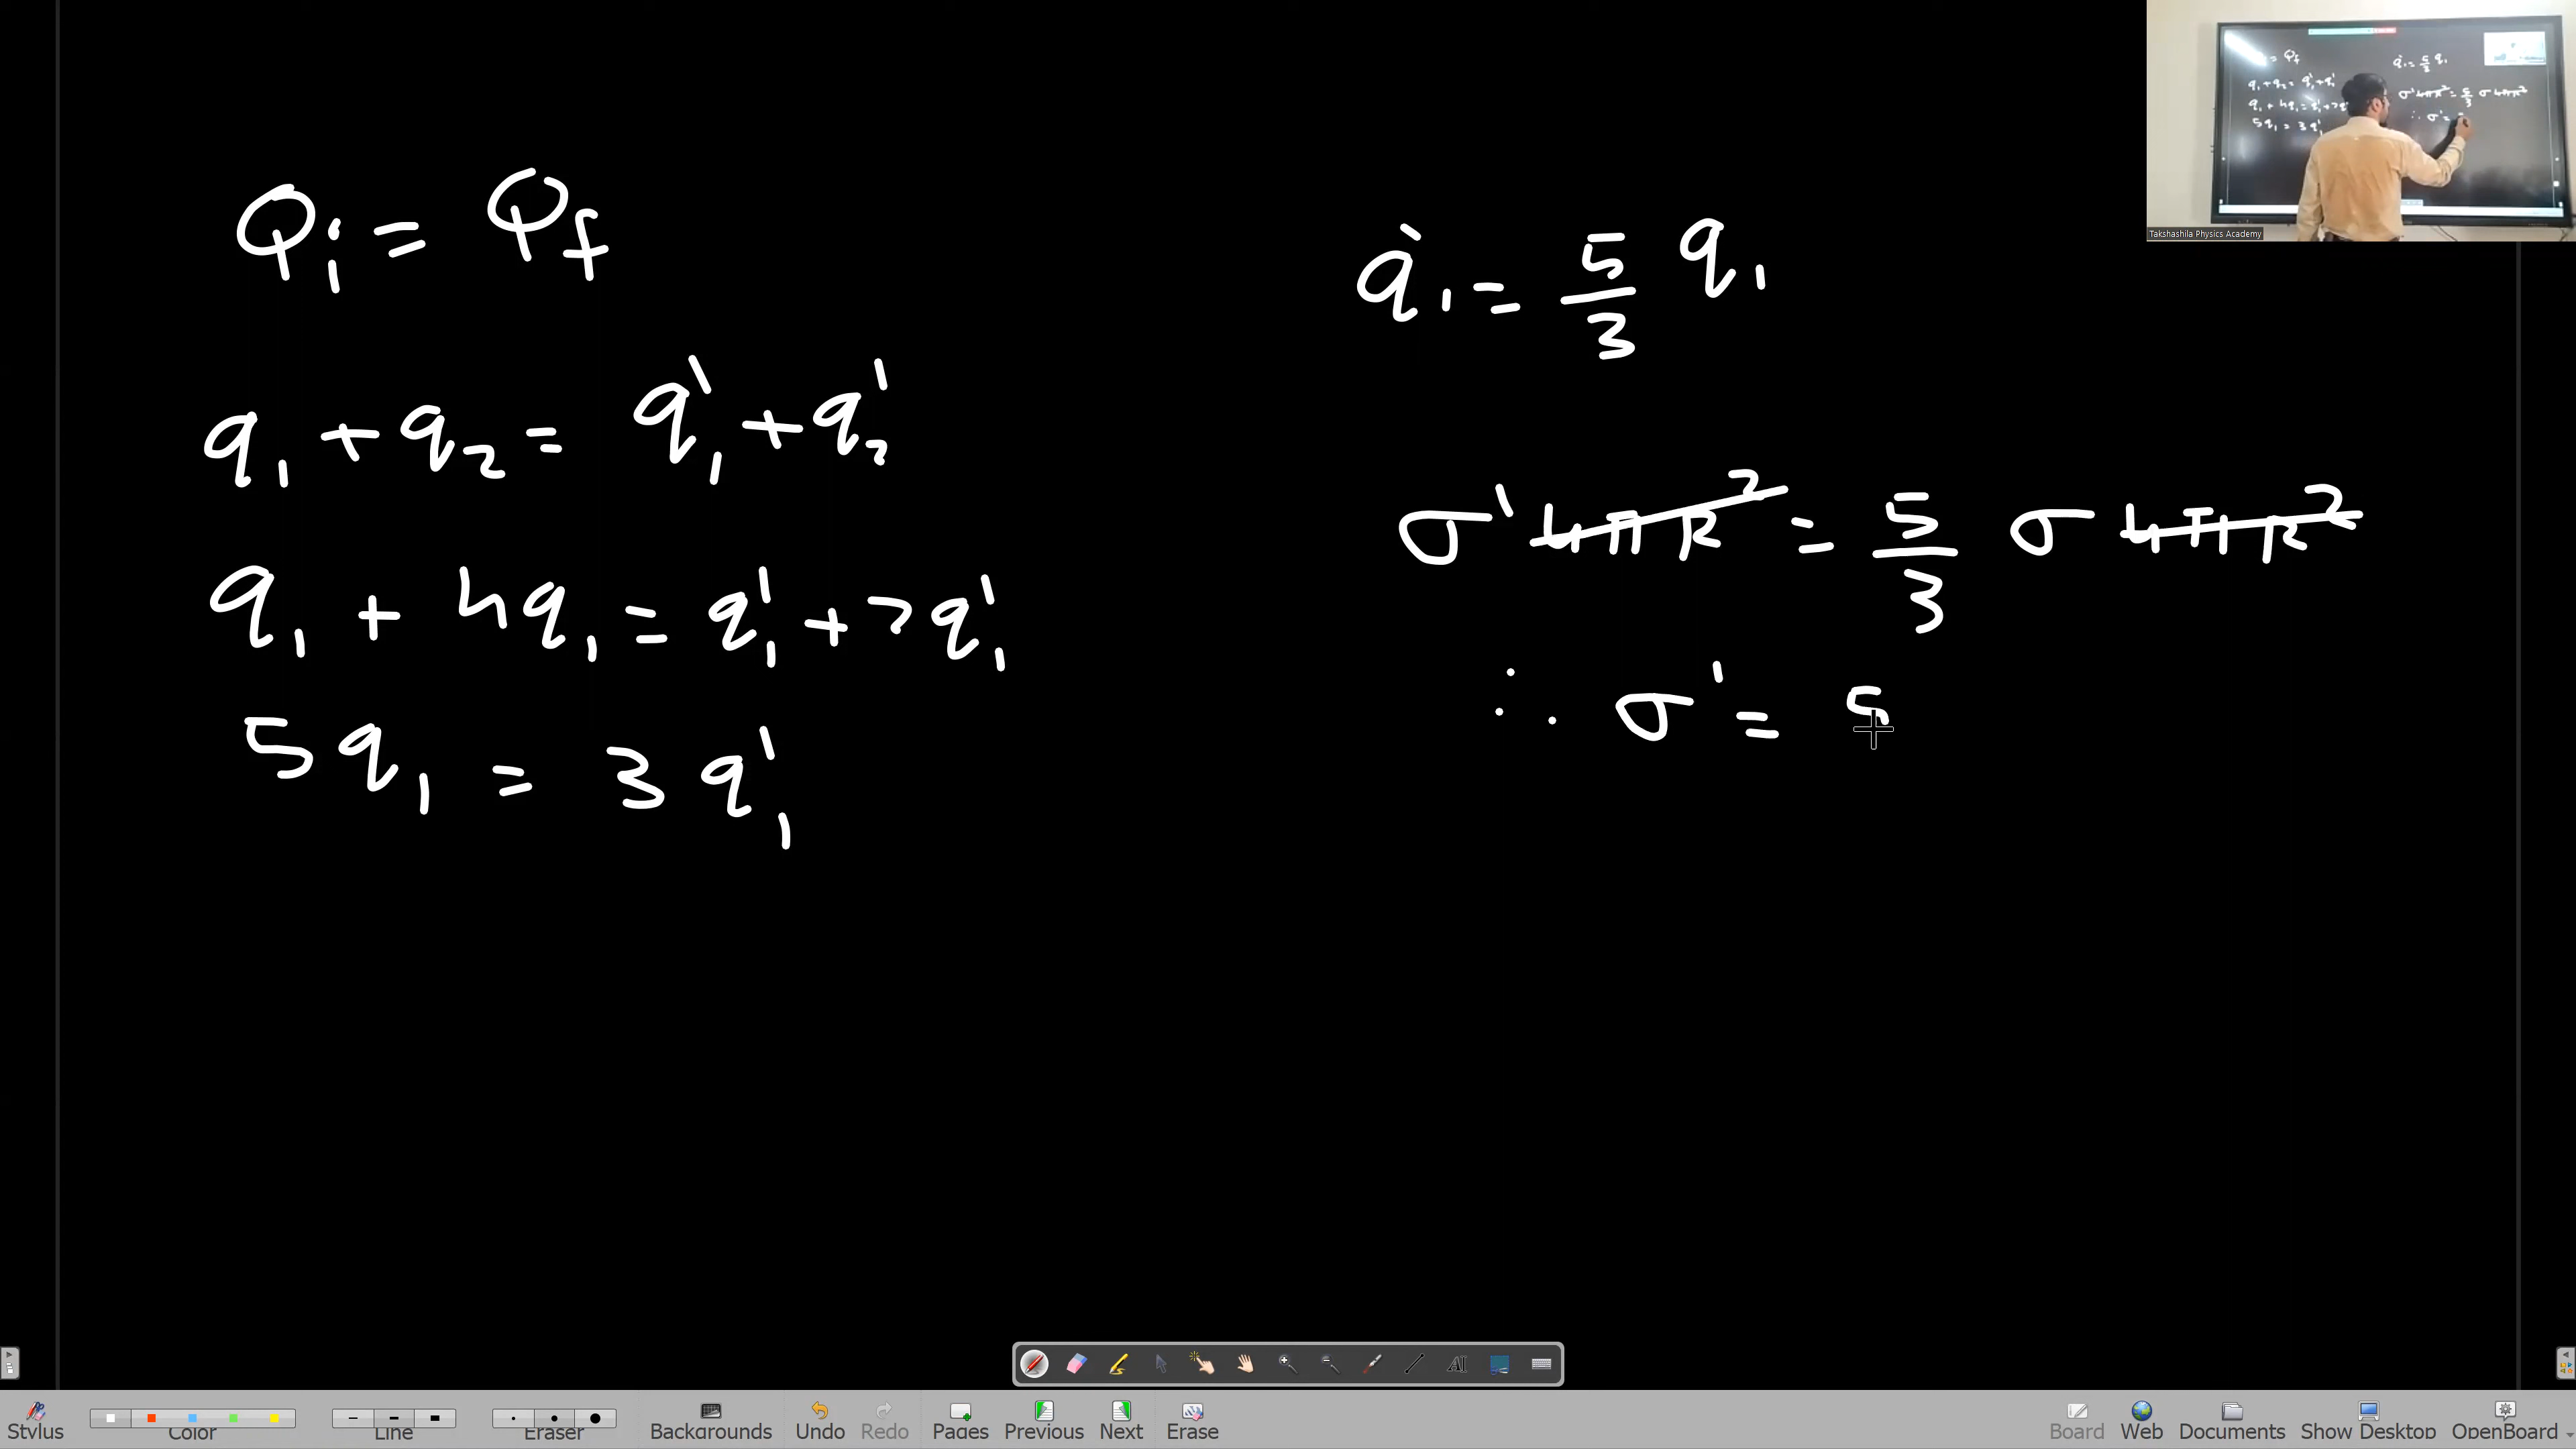 Qi = Qf
q₁ + q₂ = q₁' + q₂'
q₁ + 4q₁ = q₁' + 2q₁'
5q₁ = 3q₁'
q₁' = 5/3 q₁
σ' 4πR² = 5/3 σ 4πR²
∴ σ' = 5
Takshashila Physics Academy
Stylus
Color
Line
Eraser
Backgrounds
Undo
Redo
Pages
Previous
Next
Erase
Board
Web
Documents
Show Desktop
OpenBoard